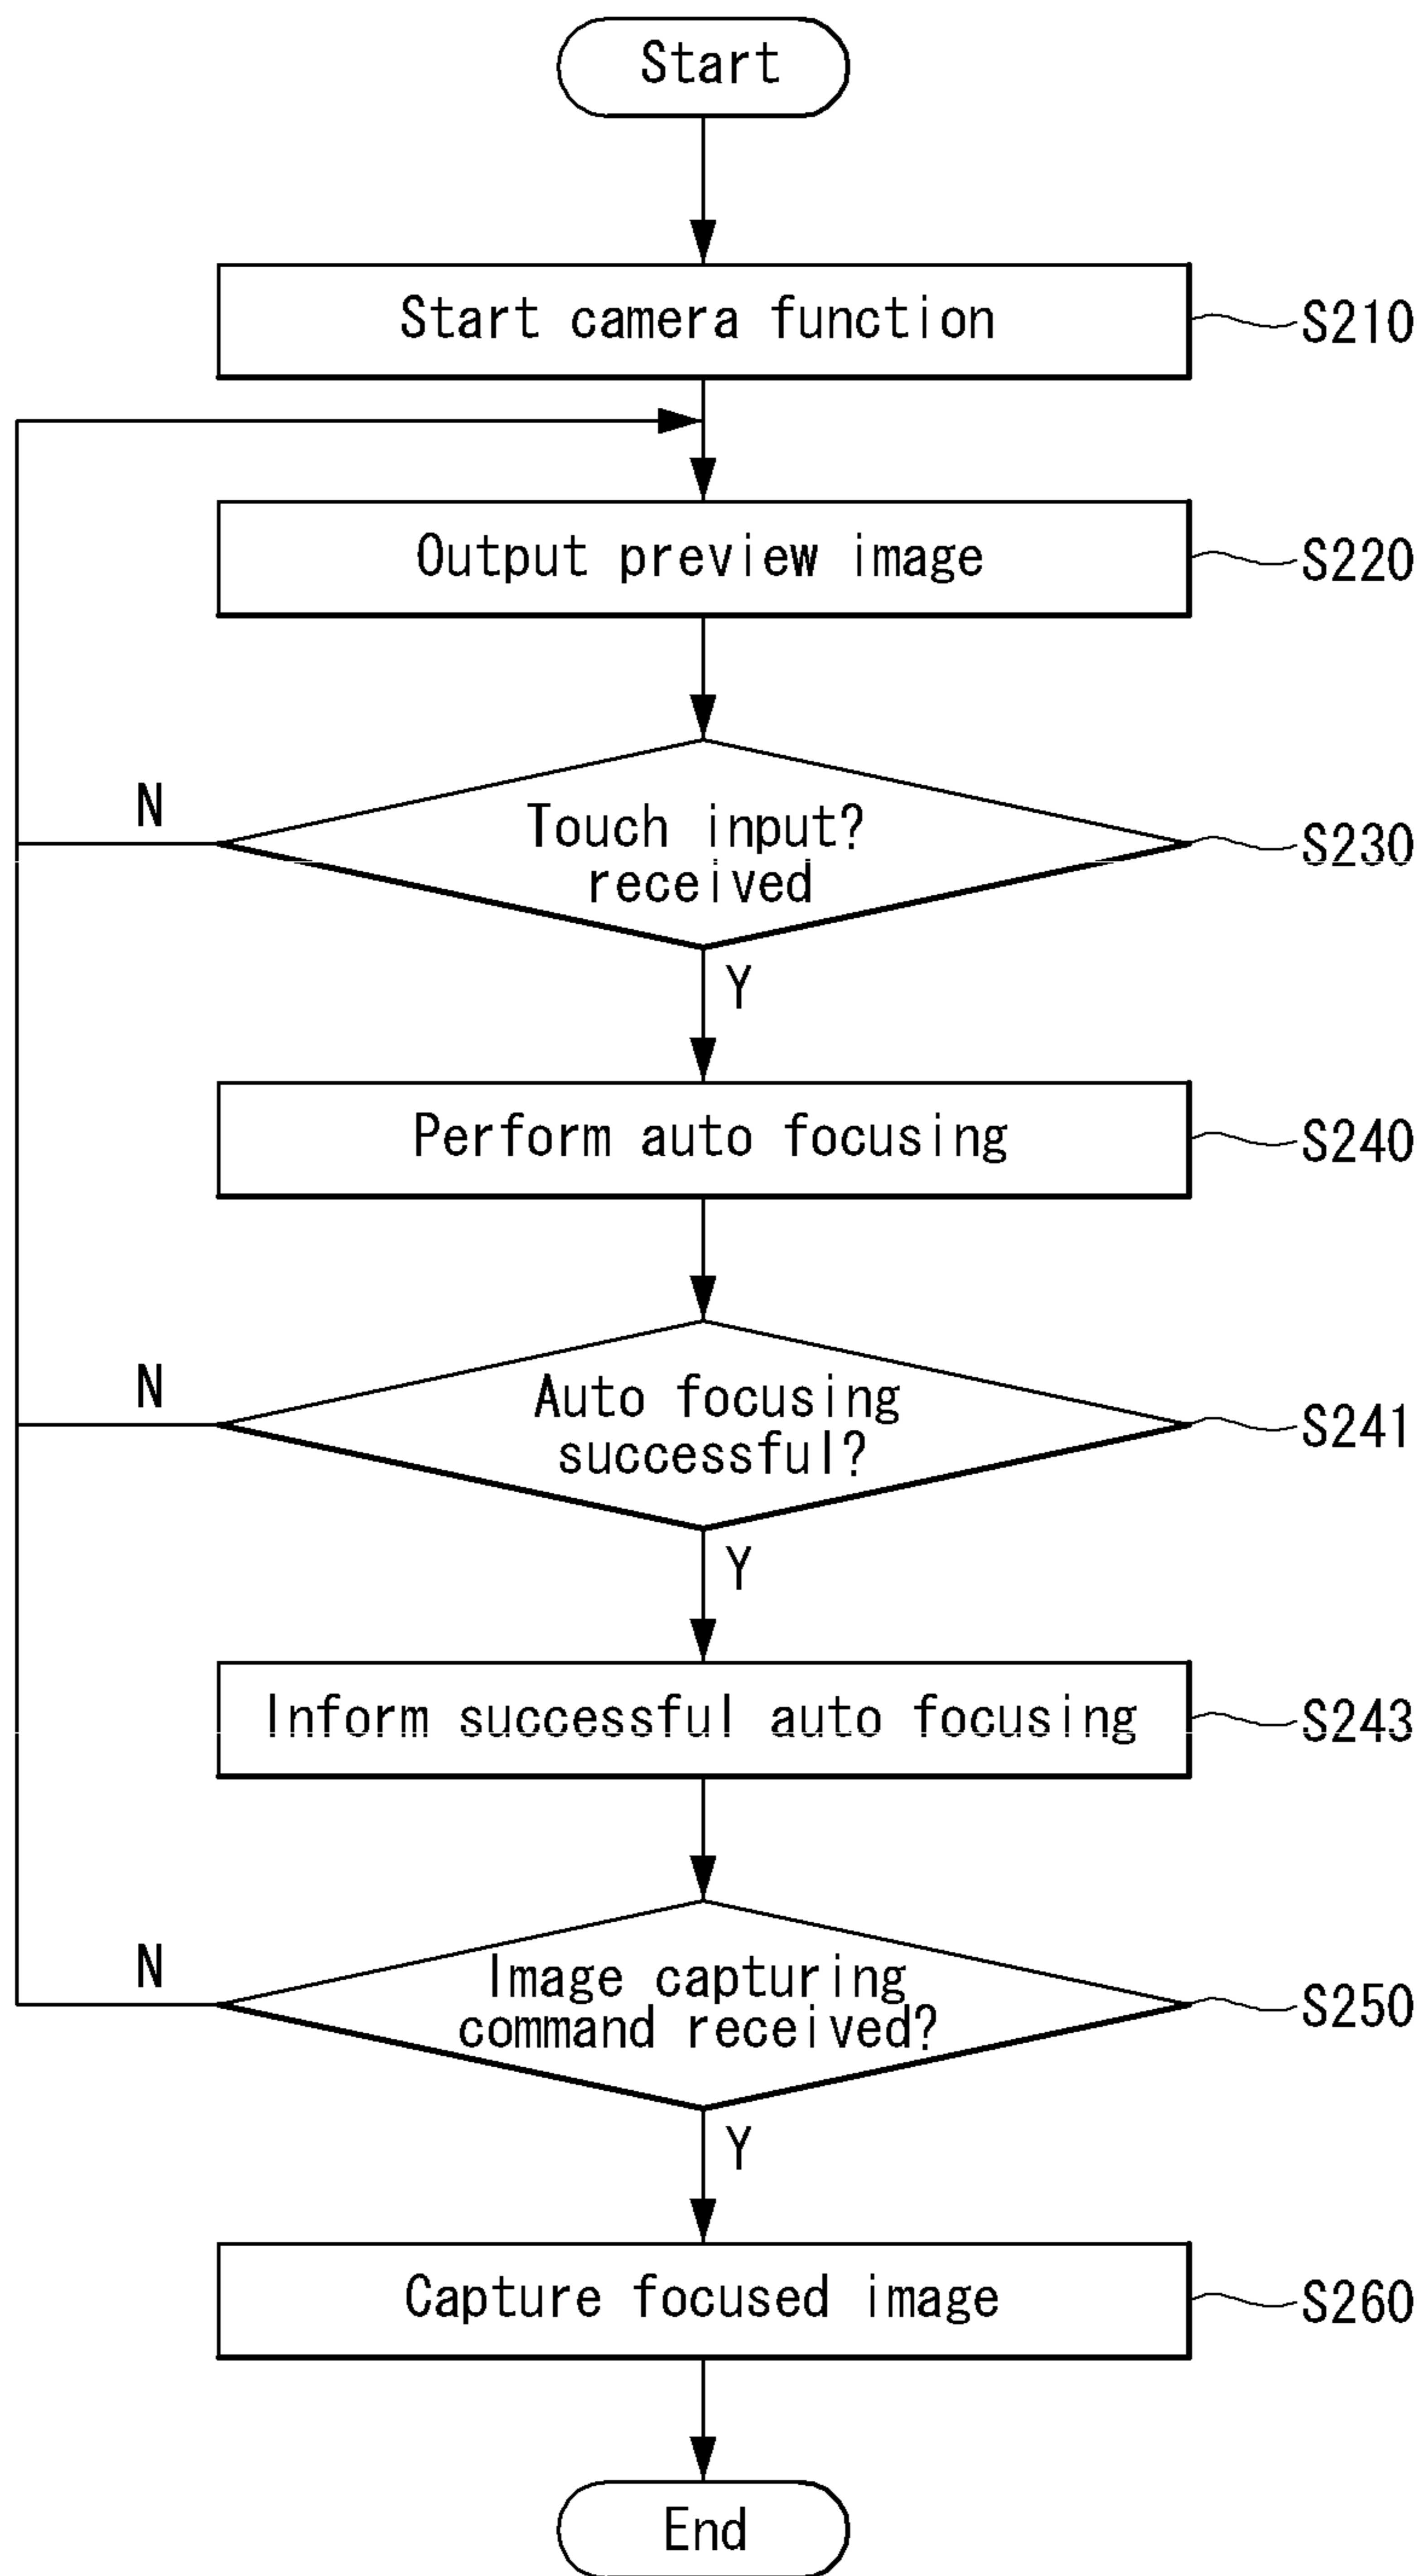 Start
Start camera function
S210
Output preview image
S220
N
Touch input?
received
S230
Y
Perform auto focusing
S240
N
Auto focusing
successful?
S241
Y
Inform successful auto focusing
S243
N
Image capturing
command received?
S250
Y
Capture focused image
S260
End